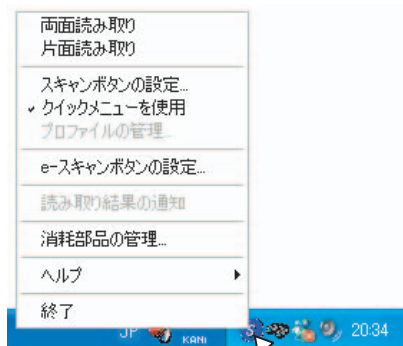 両面読み取り
片面読み取り
スキャンボタンの設定...
クイックメニューを使用
プロファイルの管理...
e-スキャンボタンの設定...
読み取り結果の通知
消耗部品の管理...
ヘルプ
終了
JP
KANA
20:34